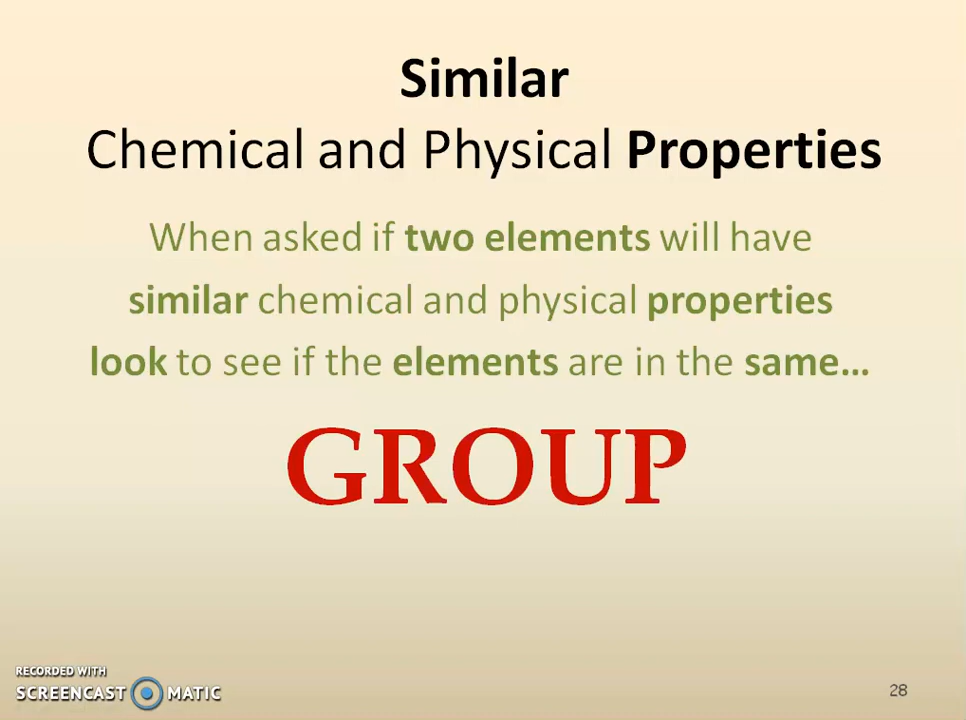 Similar
Chemical and Physical Properties
When asked if two elements will have
similar chemical and physical properties
look to see if the elements are in the same…
GROUP
RECORDED WITH
SCREENCAST MATIC
28